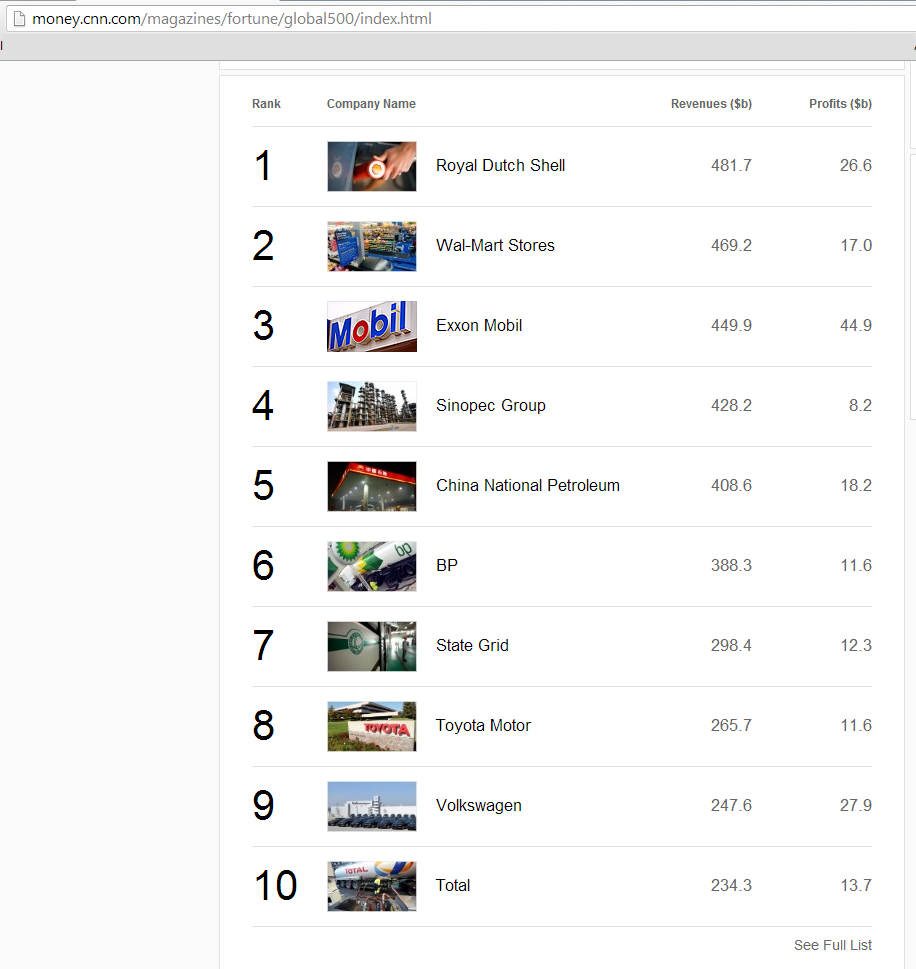 money.cnn.com/magazines/fortune/global500/index.html
Rank Company Name Revenues ($b) Profits ($b)
1 Royal Dutch Shell 481.7 26.6
2 Wal-Mart Stores 469.2 17.0
3 Mobil Exxon Mobil 449.9 44.9
4 Sinopec Group 428.2 8.2
5 China National Petroleum 408.6 18.2
6 bp BP 388.3 11.6
7 State Grid 298.4 12.3
8 TOYOTA Toyota Motor 265.7 11.6
9 Volkswagen 247.6 27.9
10 TOTAL Total 234.3 13.7
See Full List